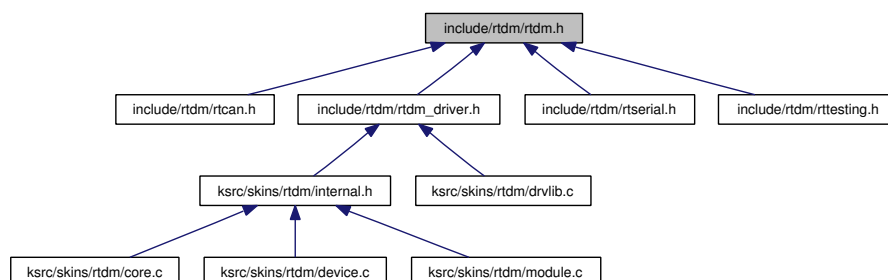 include/rtdm/rtdm.h
include/rtdm/rtcan.h
include/rtdm/rtdm_driver.h
include/rtdm/rtserial.h
include/rtdm/rttesting.h
ksrc/skins/rtdm/internal.h
ksrc/skins/rtdm/drvlib.c
ksrc/skins/rtdm/core.c
ksrc/skins/rtdm/device.c
ksrc/skins/rtdm/module.c